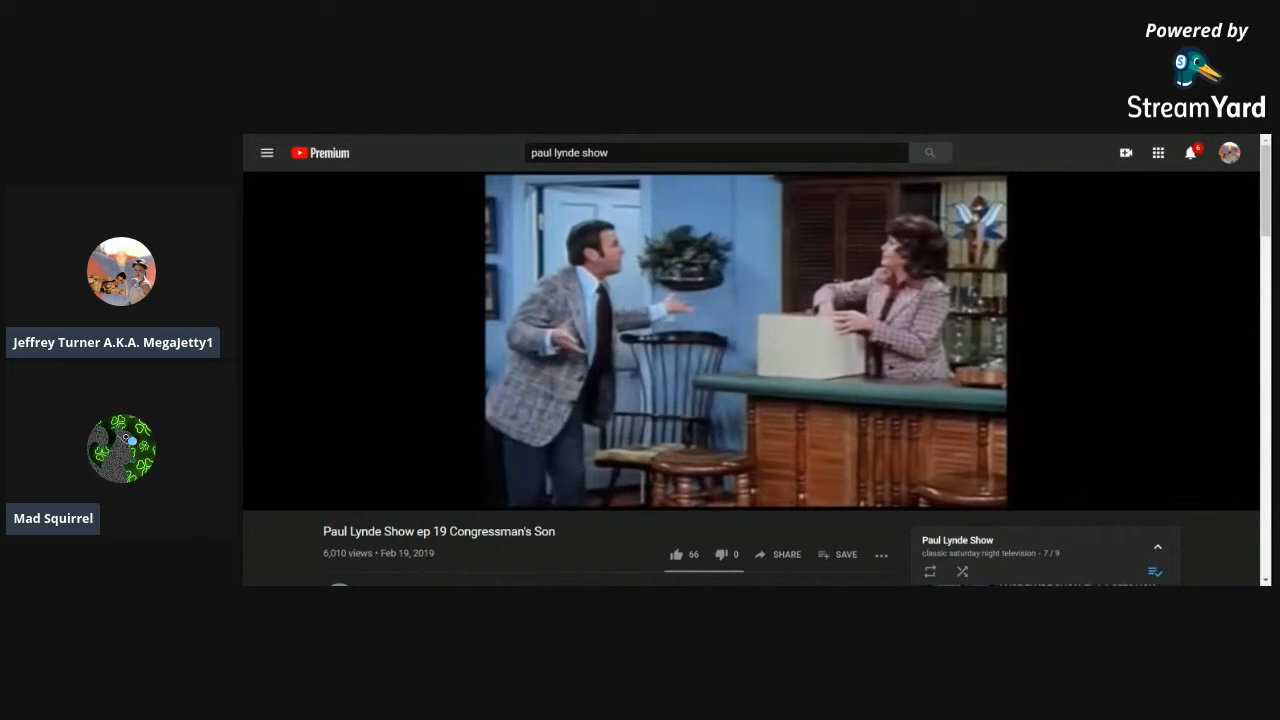 Powered by
StreamYard
Premium
paul lynde show
6
Jeffrey Turner A.K.A. MegaJetty1
Mad Squirrel
Paul Lynde Show ep 19 Congressman's Son
6,010 views • Feb 19, 2019
66
0
SHARE
SAVE
Paul Lynde Show
classic saturday night television - 7 / 9